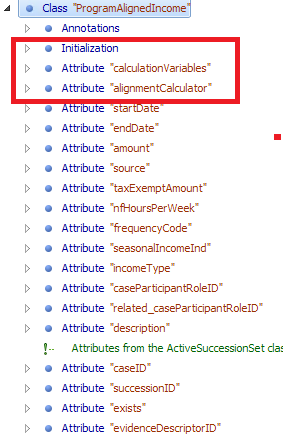 Class "ProgramAlignedIncome"
Annotations
Initialization
Attribute "calculationVariables"
Attribute "alignmentCalculator"
Attribute "startDate"
Attribute "endDate"
Attribute "amount"
Attribute "source"
Attribute "taxExemptAmount"
Attribute "nfHoursPerWeek"
Attribute "frequencyCode"
Attribute "seasonalIncomeInd"
Attribute "incomeType"
Attribute "caseParticipantRoleID"
Attribute "related_caseParticipantRoleID"
Attribute "description"
Attributes from the ActiveSuccessionSet clas
Attribute "caseID"
Attribute "successionID"
Attribute "exists"
Attribute "evidenceDescriptorID"